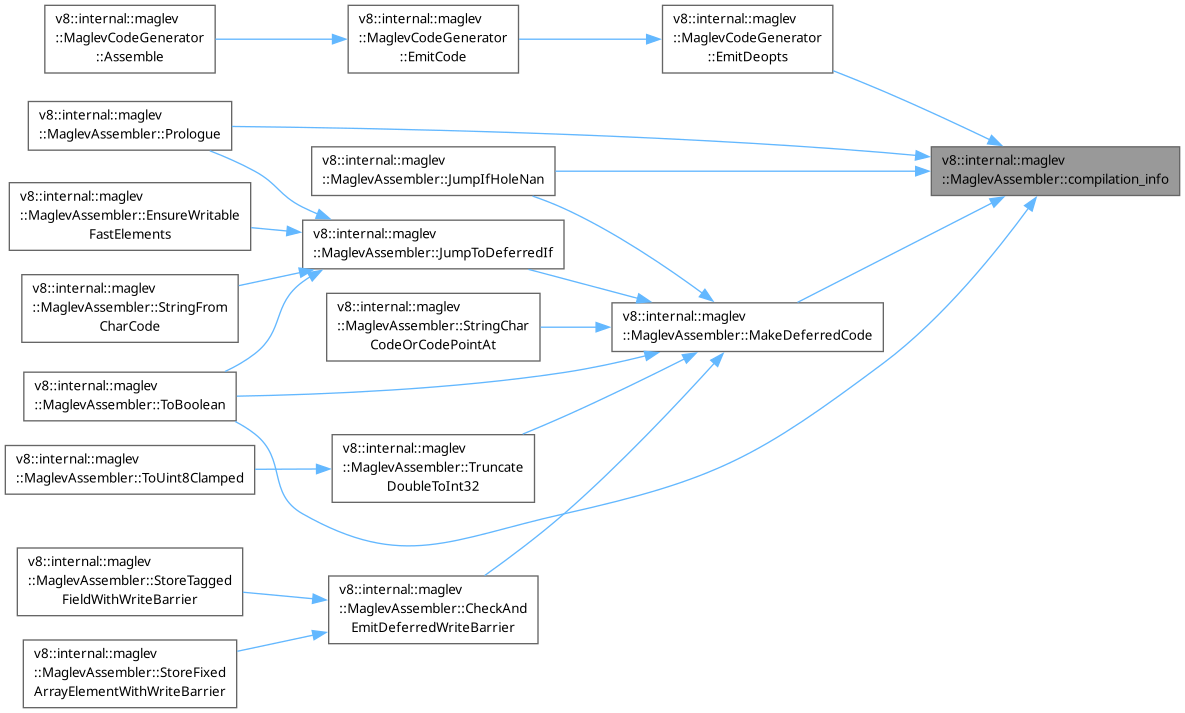 v8::internal::maglev
::MaglevCodeGenerator
::Assemble
v8::internal::maglev
::MaglevCodeGenerator
::EmitCode
v8::internal::maglev
::MaglevCodeGenerator
::EmitDeopts
v8::internal::maglev
::MaglevAssembler::Prologue
v8::internal::maglev
::MaglevAssembler::JumpIfHoleNan
v8::internal::maglev
::MaglevAssembler::compilation_info
v8::internal::maglev
::MaglevAssembler::EnsureWritable
FastElements
v8::internal::maglev
::MaglevAssembler::JumpToDeferredIf
v8::internal::maglev
::MaglevAssembler::StringFrom
CharCode
v8::internal::maglev
::MaglevAssembler::StringChar
CodeOrCodePointAt
v8::internal::maglev
::MaglevAssembler::MakeDeferredCode
v8::internal::maglev
::MaglevAssembler::ToBoolean
v8::internal::maglev
::MaglevAssembler::ToUint8Clamped
v8::internal::maglev
::MaglevAssembler::Truncate
DoubleToInt32
v8::internal::maglev
::MaglevAssembler::StoreTagged
FieldWithWriteBarrier
v8::internal::maglev
::MaglevAssembler::CheckAnd
EmitDeferredWriteBarrier
v8::internal::maglev
::MaglevAssembler::StoreFixed
ArrayElementWithWriteBarrier